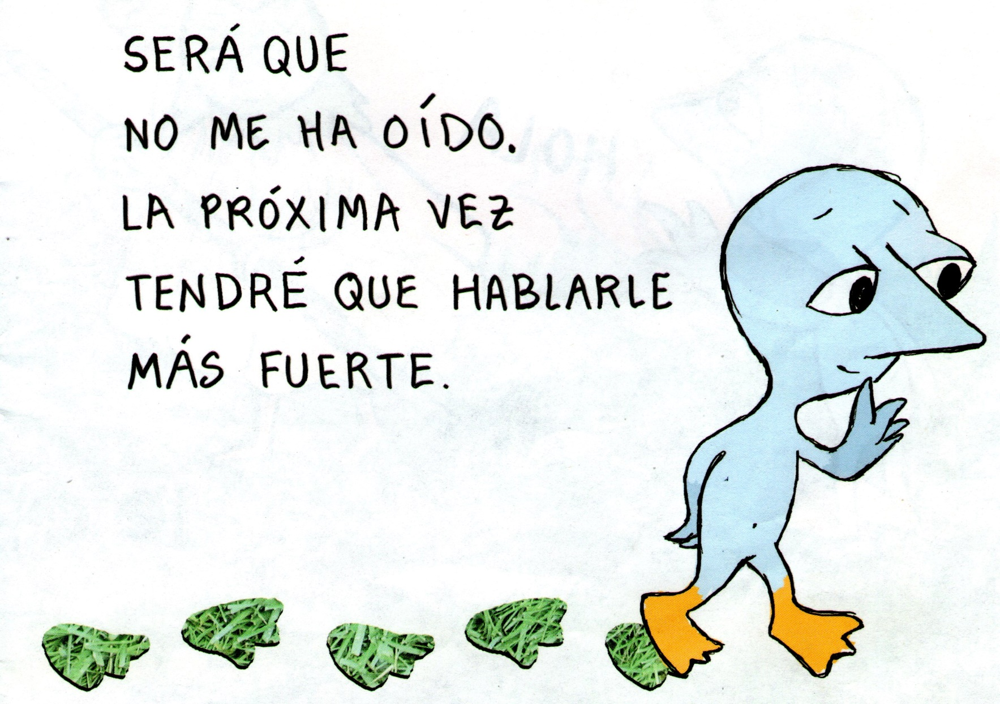 SERÁ QUE
NO ME HA OÍDO.
LA PRÓXIMA VEZ
TENDRÉ QUE HABLARLE
MÁS FUERTE.